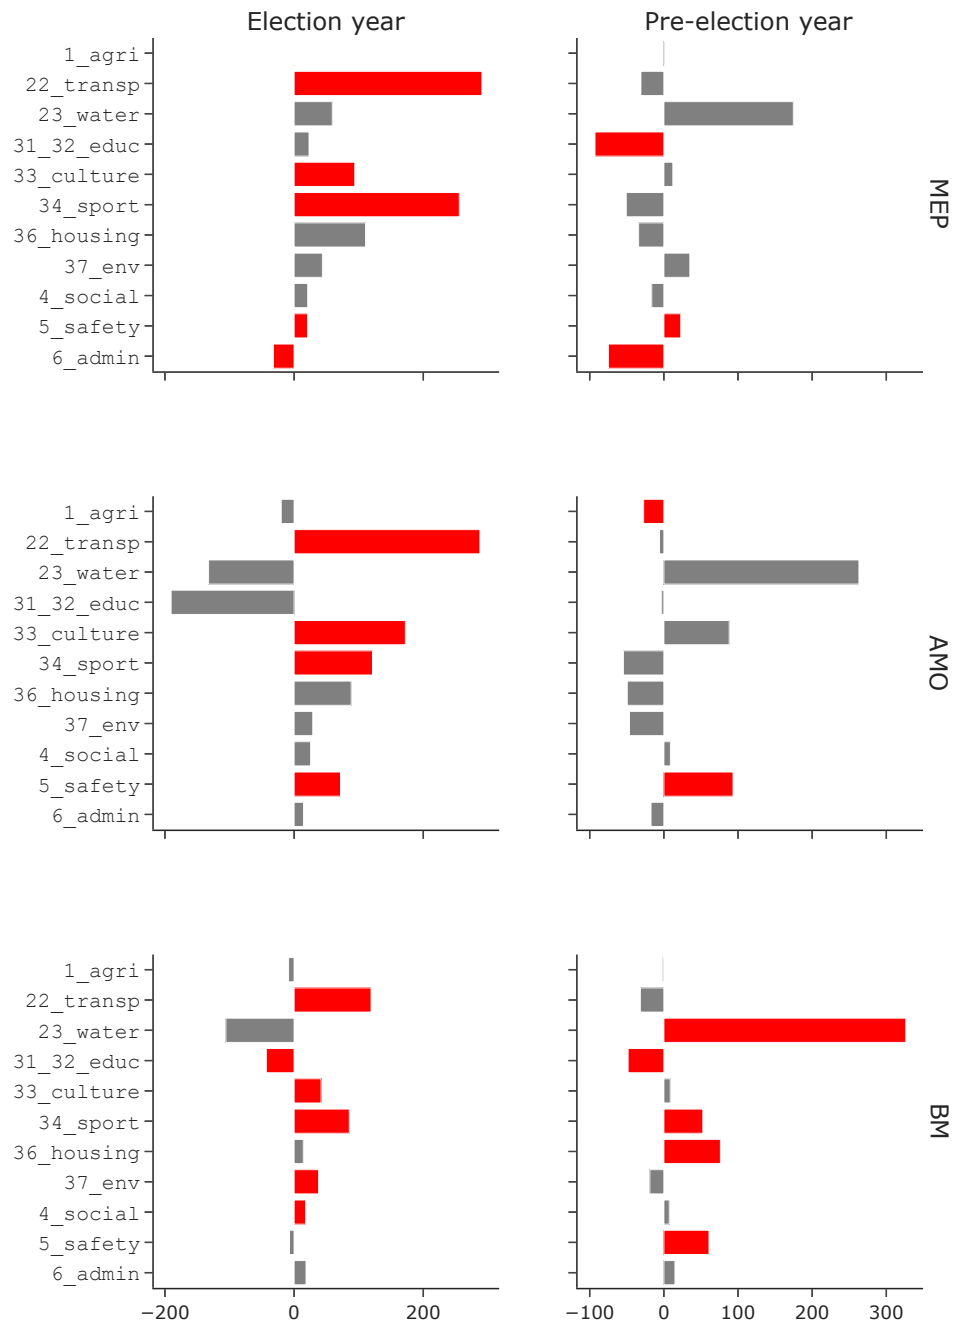 Election year
Pre-election year
1_agri
22_transp
23_water
31_32_educ
33_culture
34_sport
36_housing
37_env
4_social
5_safety
6_admin
MEP
1_agri
22_transp
23_water
31_32_educ
33_culture
34_sport
36_housing
37_env
4_social
5_safety
6_admin
AMO
1_agri
22_transp
23_water
31_32_educ
33_culture
34_sport
36_housing
37_env
4_social
5_safety
6_admin
BM
−200 0 200
−100 0 100 200 300